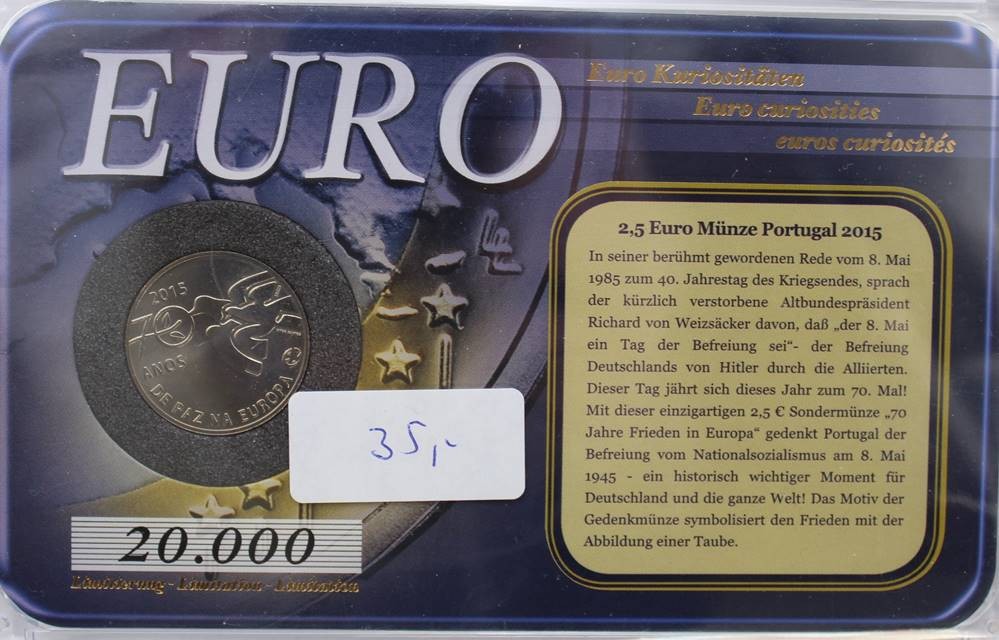 EURO
Euro Kuriositäten
Euro curiosities
euros curiosités
2015
70
ANOS
DE PAZ NA EUROPA
35,-
20.000
Limitierung - Limitation - Limitation
2,5 Euro Münze Portugal 2015
In seiner berühmt gewordenen Rede vom 8. Mai
1985 zum 40. Jahrestag des Kriegsendes, sprach
der kürzlich verstorbene Altbundespräsident
Richard von Weizsäcker davon, daß „der 8. Mai
ein Tag der Befreiung sei“- der Befreiung
Deutschlands von Hitler durch die Alliierten.
Dieser Tag jährt sich dieses Jahr zum 70. Mal!
Mit dieser einzigartigen 2,5 € Sondermünze „70
Jahre Frieden in Europa“ gedenkt Portugal der
Befreiung vom Nationalsozialismus am 8. Mai
1945 - ein historisch wichtiger Moment für
Deutschland und die ganze Welt! Das Motiv der
Gedenkmünze symbolisiert den Frieden mit der
Abbildung einer Taube.